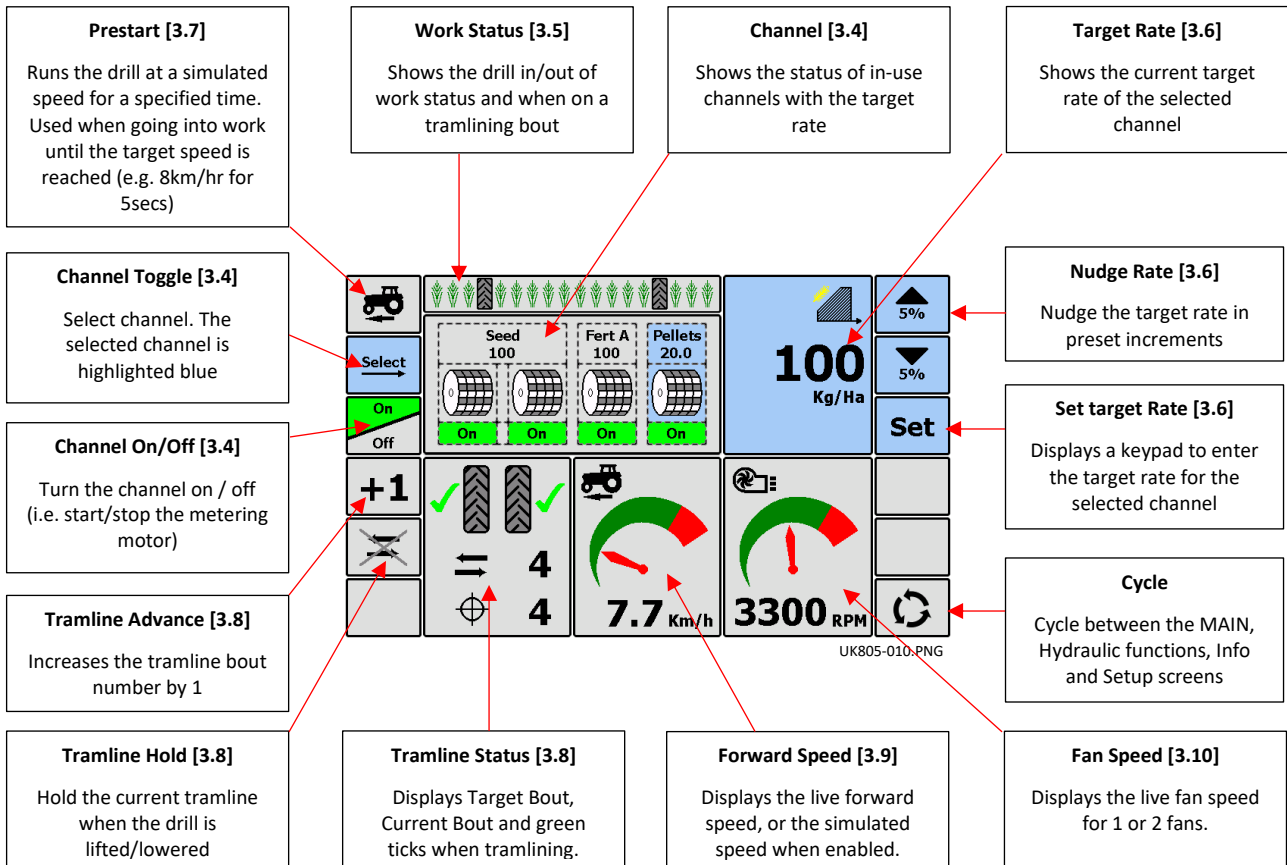 Prestart [3.7]
Runs the drill at a simulated
speed for a specified time.
Used when going into work
until the target speed is
reached (e.g. 8km/hr for
5secs)
Work Status [3.5]
Shows the drill in/out of
work status and when on a
tramlining bout
Channel [3.4]
Shows the status of in-use
channels with the target
rate
Target Rate [3.6]
Shows the current target
rate of the selected
channel
Channel Toggle [3.4]
Select channel. The
selected channel is
highlighted blue
Channel On/Off [3.4]
Turn the channel on / off
(i.e. start/stop the metering
motor)
Tramline Advance [3.8]
Increases the tramline bout
number by 1
Tramline Hold [3.8]
Hold the current tramline
when the drill is
lifted/lowered
Select
On
Off
+1
Seed
100
Fert A
100
Pellets
20.0
On
On
On
On
100
Kg/Ha
5%
5%
Set
4
4
7.7 Km/h
3300 RPM
UK805-010.PNG
Nudge Rate [3.6]
Nudge the target rate in
preset increments
Set target Rate [3.6]
Displays a keypad to enter
the target rate for the
selected channel
Cycle
Cycle between the MAIN,
Hydraulic functions, Info
and Setup screens
Tramline Status [3.8]
Displays Target Bout,
Current Bout and green
ticks when tramlining.
Forward Speed [3.9]
Displays the live forward
speed, or the simulated
speed when enabled.
Fan Speed [3.10]
Displays the live fan speed
for 1 or 2 fans.